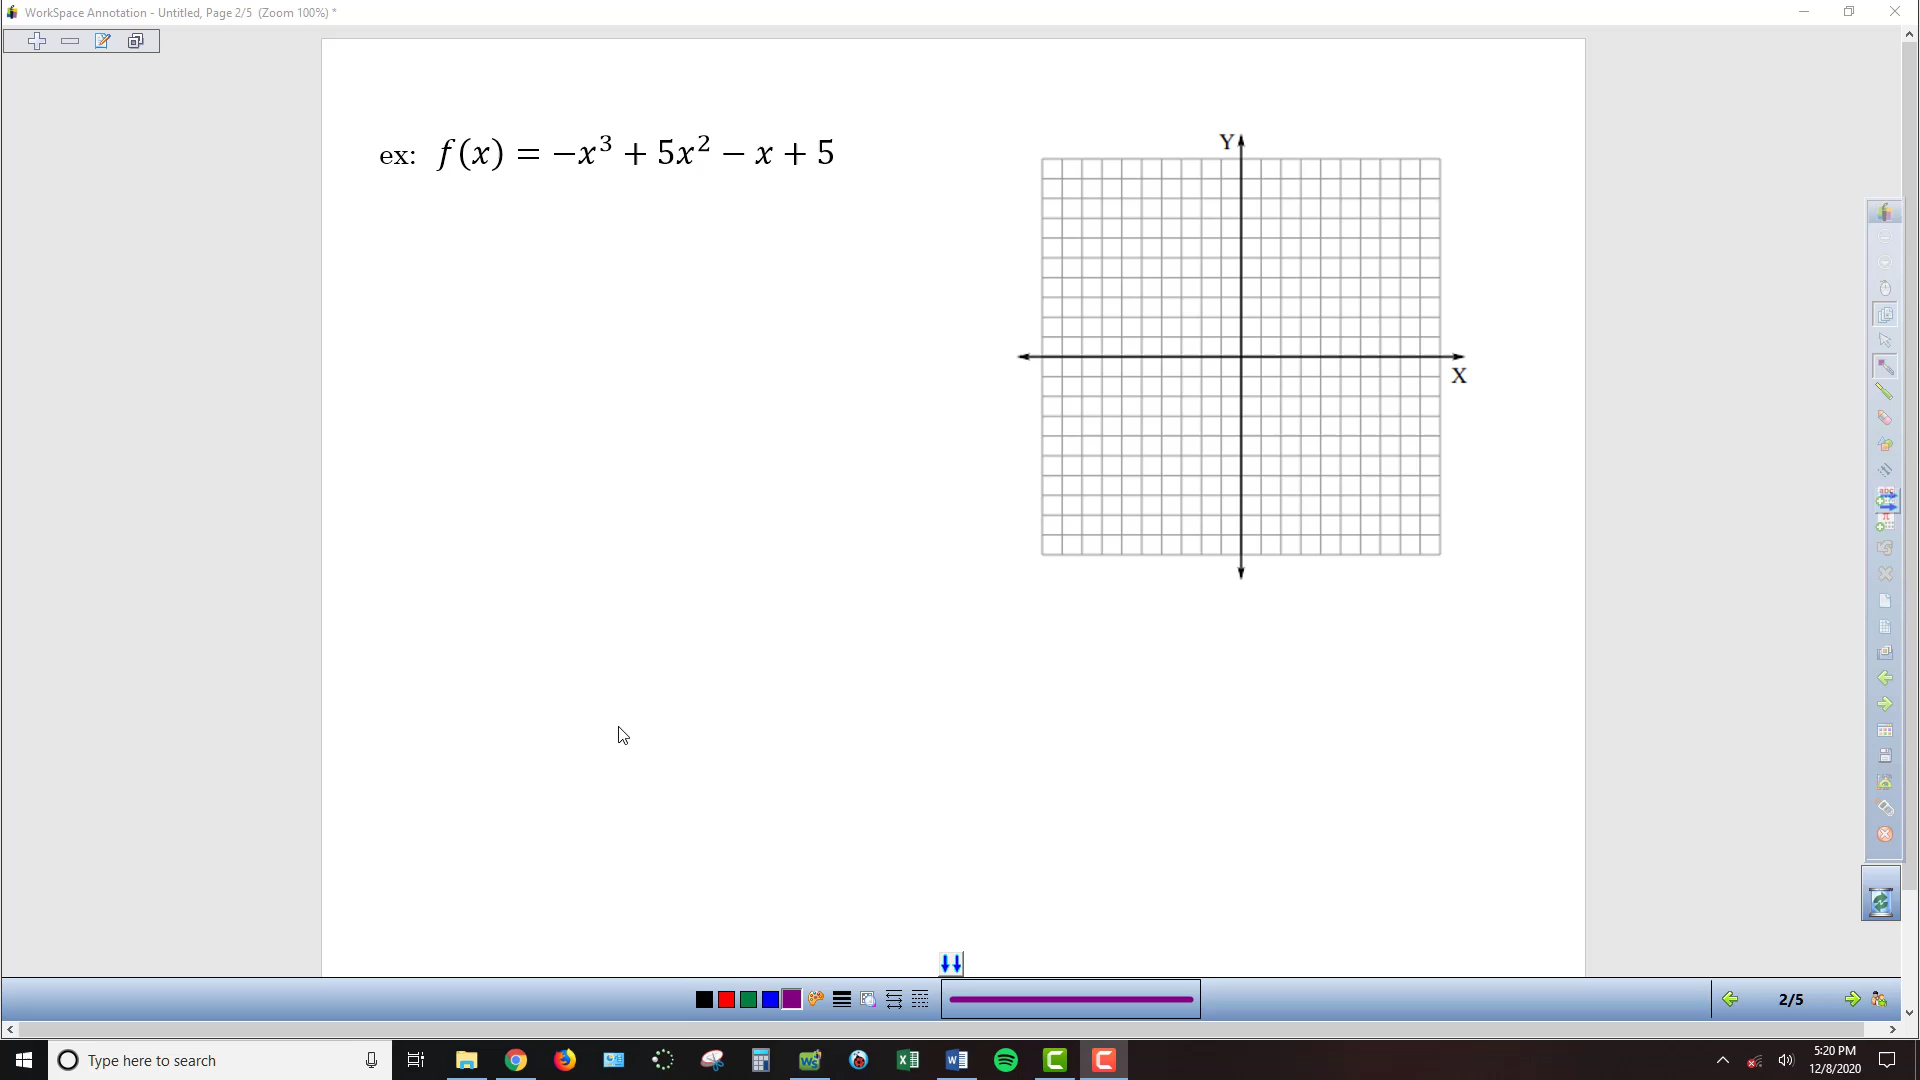 WorkSpace Annotation - Untitled, Page 2/5 (Zoom 100%) *
ex: f(x) = −x³ + 5x² − x + 5
Y
X
2/5
Type here to search
5:20 PM
12/8/2020